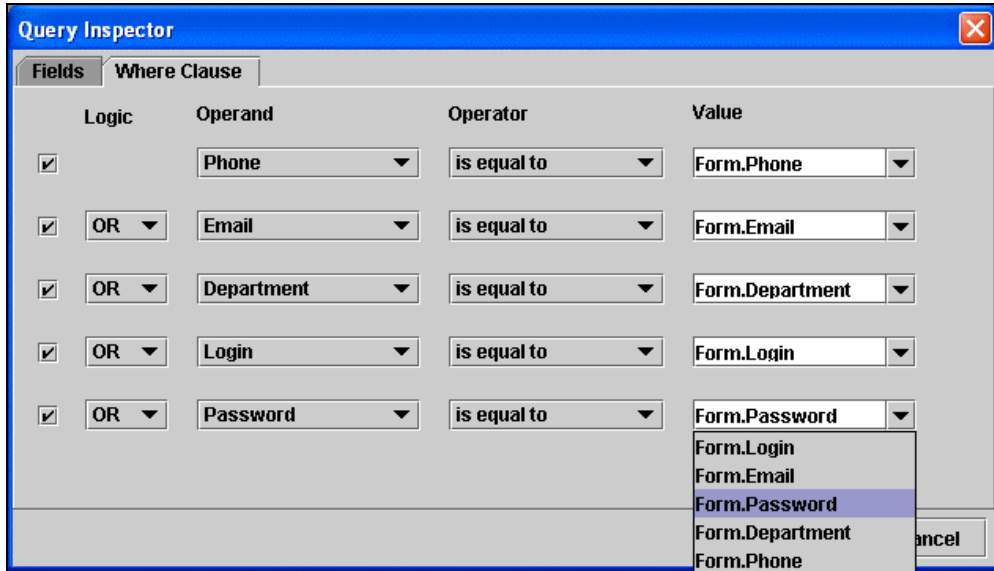 Query Inspector
Fields Where Clause
Logic Operand Operator Value
Phone is equal to Form.Phone
OR Email is equal to Form.Email
OR Department is equal to Form.Department
OR Login is equal to Form.Login
OR Password is equal to Form.Password
Form.Login
Form.Email
Form.Password
Form.Department
ancel
Form.Phone